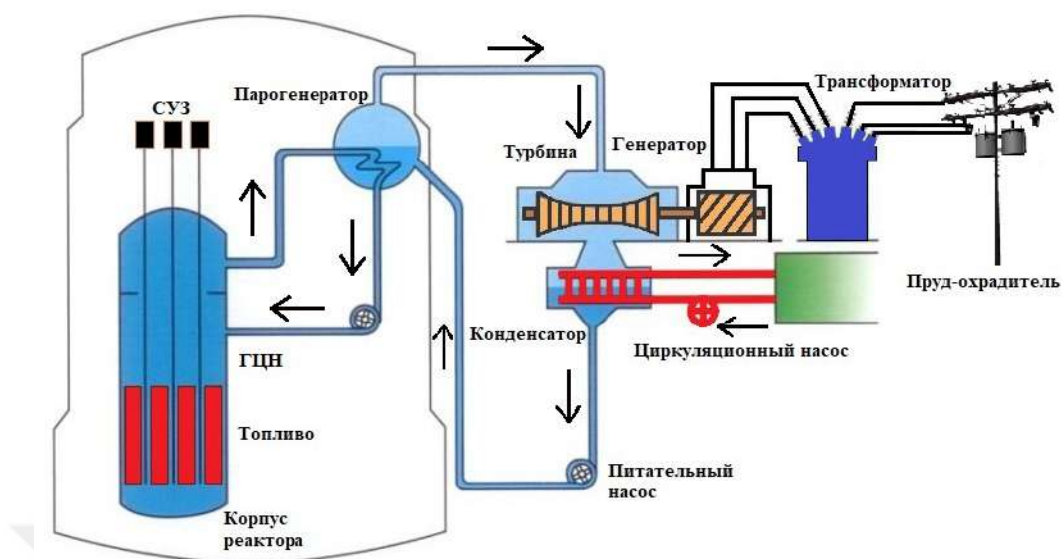 СУЗ
Парогенератор
Трансформатор
Турбина
Генератор
Пруд-охрадитель
Конденсатор
Циркуляционный насос
ГЦН
Топливо
Питательный
насос
Корпус
реактора